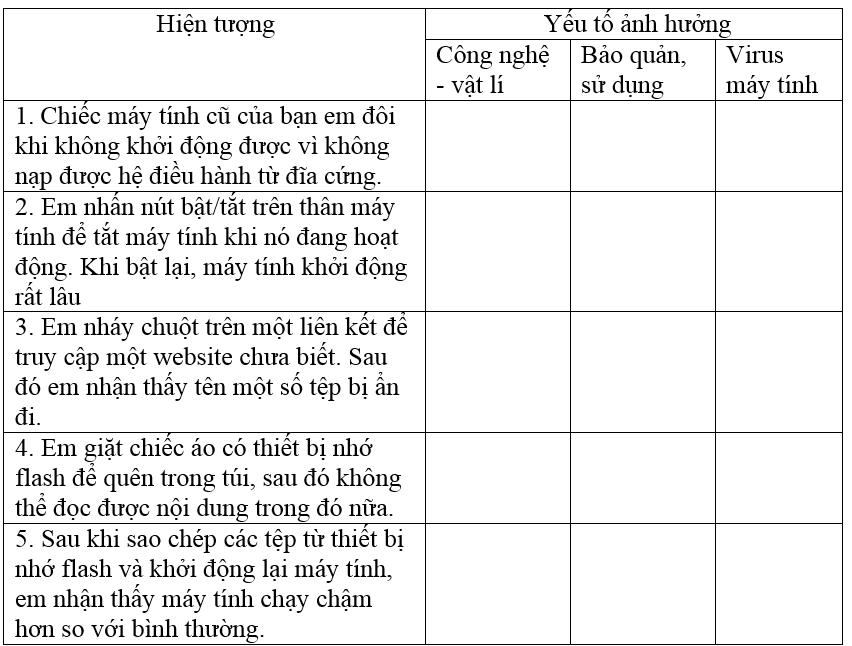 Hiện tượng
Yếu tố ảnh hưởng
Công nghệ
- vật lí
Bảo quản,
sử dụng
Virus
máy tính
1. Chiếc máy tính cũ của bạn em đôi
khi không khởi động được vì không
nạp được hệ điều hành từ đĩa cứng.
2. Em nhấn nút bật/tắt trên thân máy
tính để tắt máy tính khi nó đang hoạt
động. Khi bật lại, máy tính khởi động
rất lâu
3. Em nháy chuột trên một liên kết để
truy cập một website chưa biết. Sau
đó em nhận thấy tên một số tệp bị ẩn
đi.
4. Em giặt chiếc áo có thiết bị nhớ
flash để quên trong túi, sau đó không
thể đọc được nội dung trong đó nữa.
5. Sau khi sao chép các tệp từ thiết bị
nhớ flash và khởi động lại máy tính,
em nhận thấy máy tính chạy chậm
hơn so với bình thường.